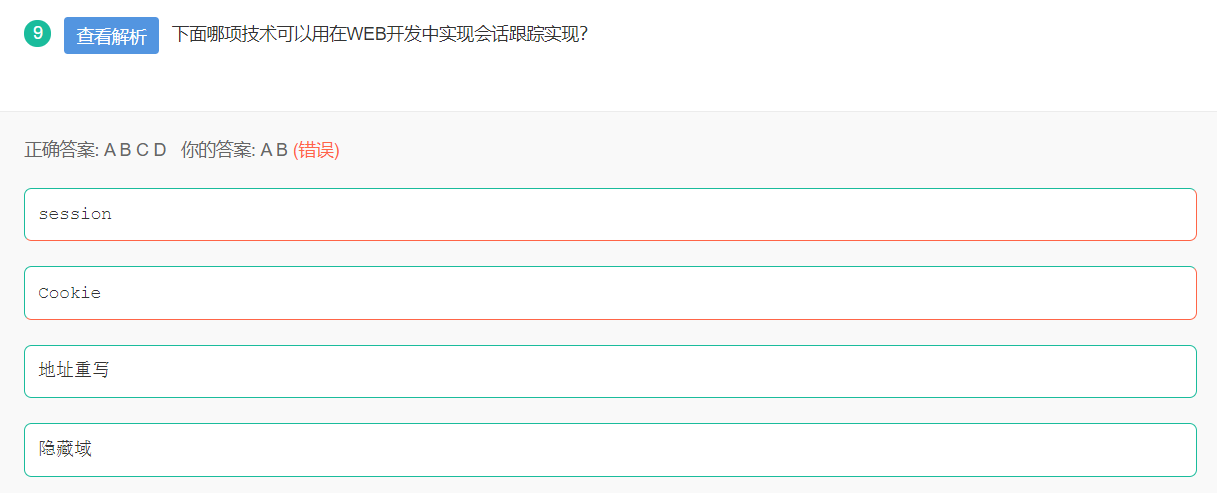 9 查看解析 下面哪项技术可以用在WEB开发中实现会话跟踪实现?
正确答案: A B C D 你的答案: A B (错误)
session
Cookie
地址重写
隐藏域